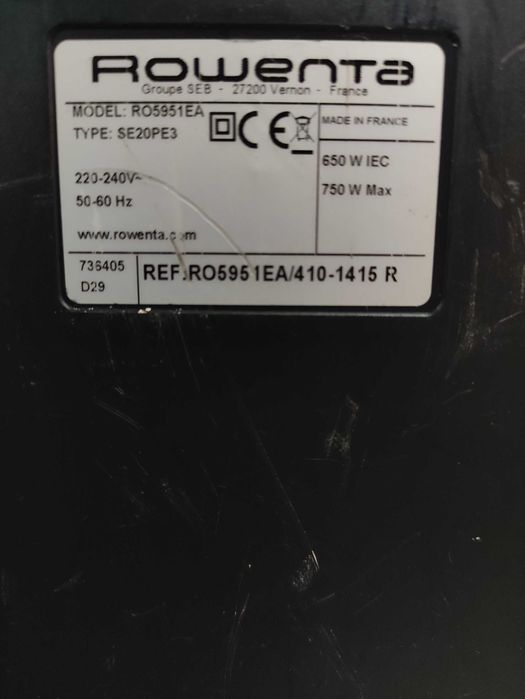 Rowenta
Groupe SEB - 27200 Vernon - France
MODEL: RO5951EA
TYPE: SE20PE3
CE
MADE IN FRANCE
220-240V~
50-60 Hz
650 W IEC
750 W Max
www.rowenta.com
736405
D29
REF:RO5951EA/410-1415 R